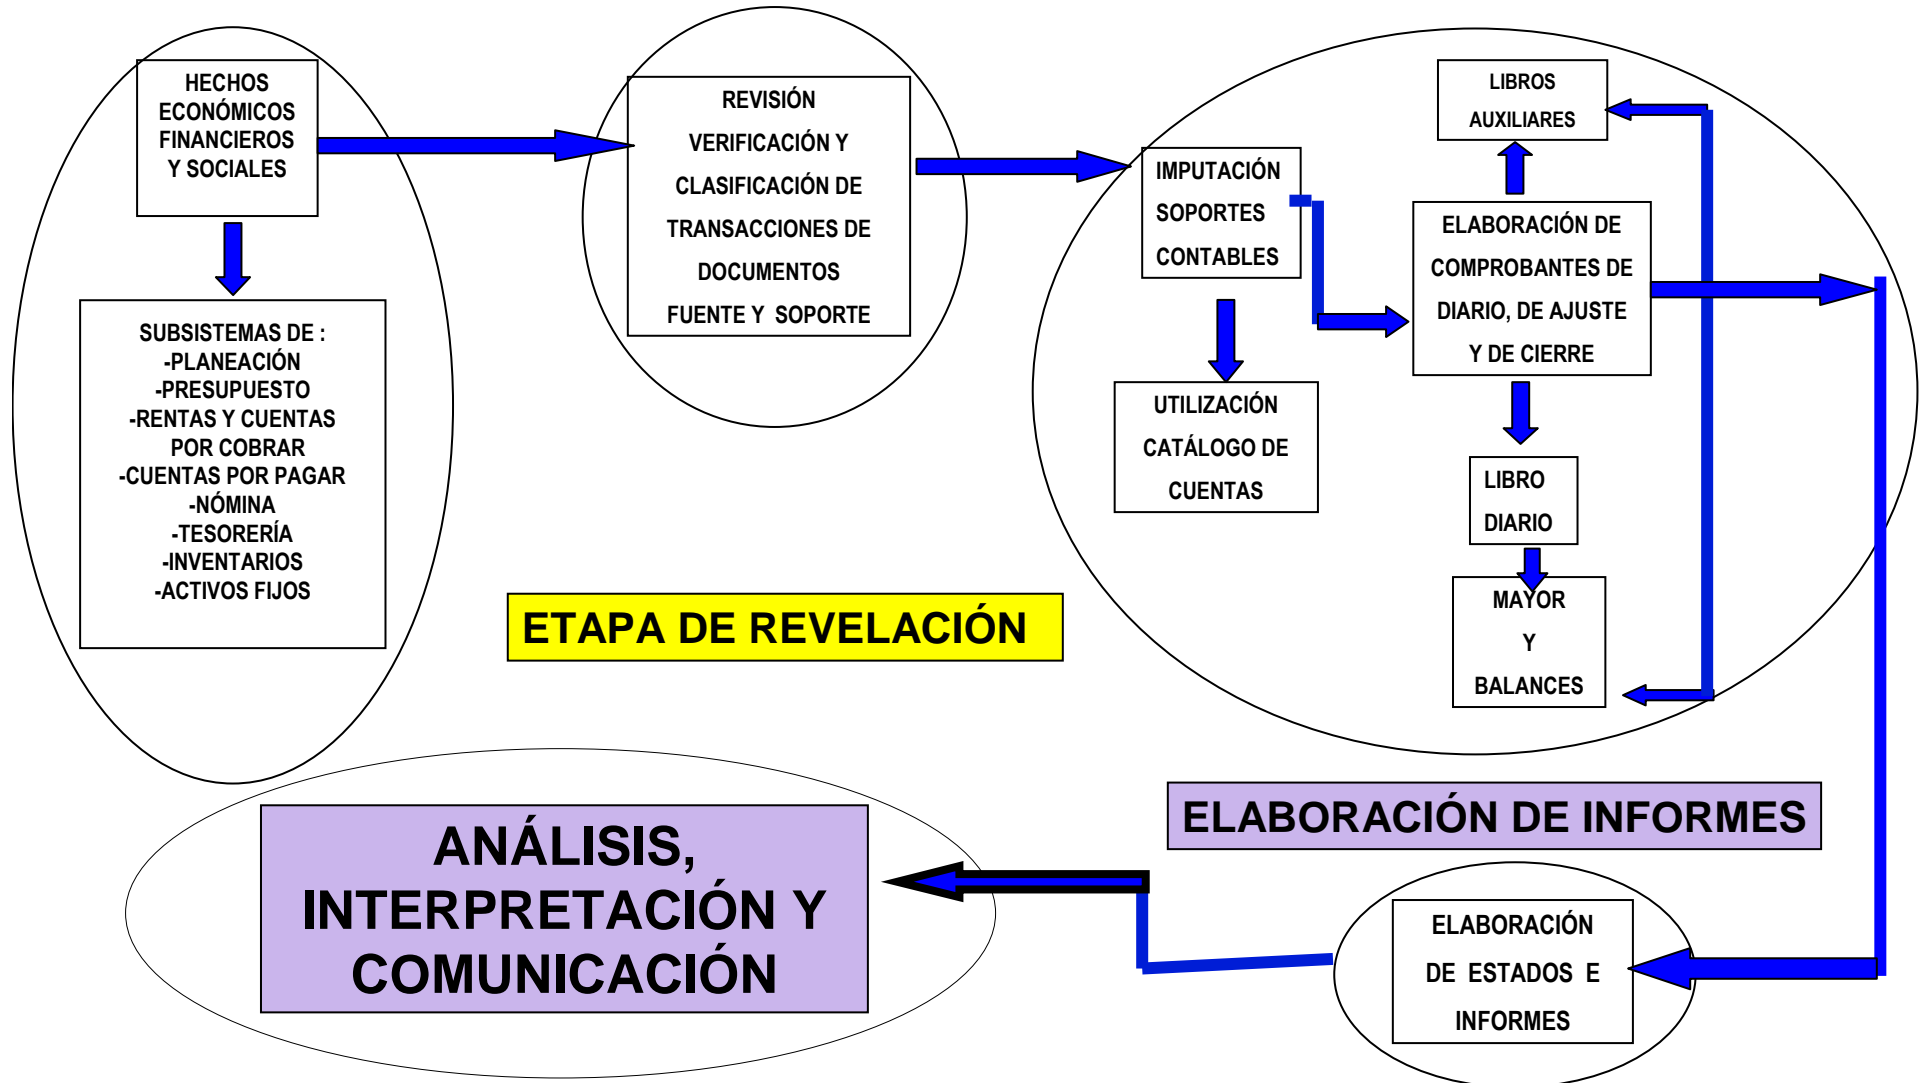 HECHOS
ECONÓMICOS
FINANCIEROS
Y SOCIALES
SUBSISTEMAS DE :
-PLANEACIÓN
-PRESUPUESTO
-RENTAS Y CUENTAS
POR COBRAR
-CUENTAS POR PAGAR
-NÓMINA
-TESORERÍA
-INVENTARIOS
-ACTIVOS FIJOS
REVISIÓN
VERIFICACIÓN Y
CLASIFICACIÓN DE
TRANSACCIONES DE
DOCUMENTOS
FUENTE Y SOPORTE
IMPUTACIÓN
SOPORTES
CONTABLES
UTILIZACIÓN
CATÁLOGO DE
CUENTAS
LIBROS
AUXILIARES
ELABORACIÓN DE
COMPROBANTES DE
DIARIO, DE AJUSTE
Y DE CIERRE
LIBRO
DIARIO
MAYOR
Y
BALANCES
ETAPA DE REVELACIÓN
ELABORACIÓN DE INFORMES
ELABORACIÓN
DE ESTADOS E
INFORMES
ANÁLISIS,
INTERPRETACIÓN Y
COMUNICACIÓN